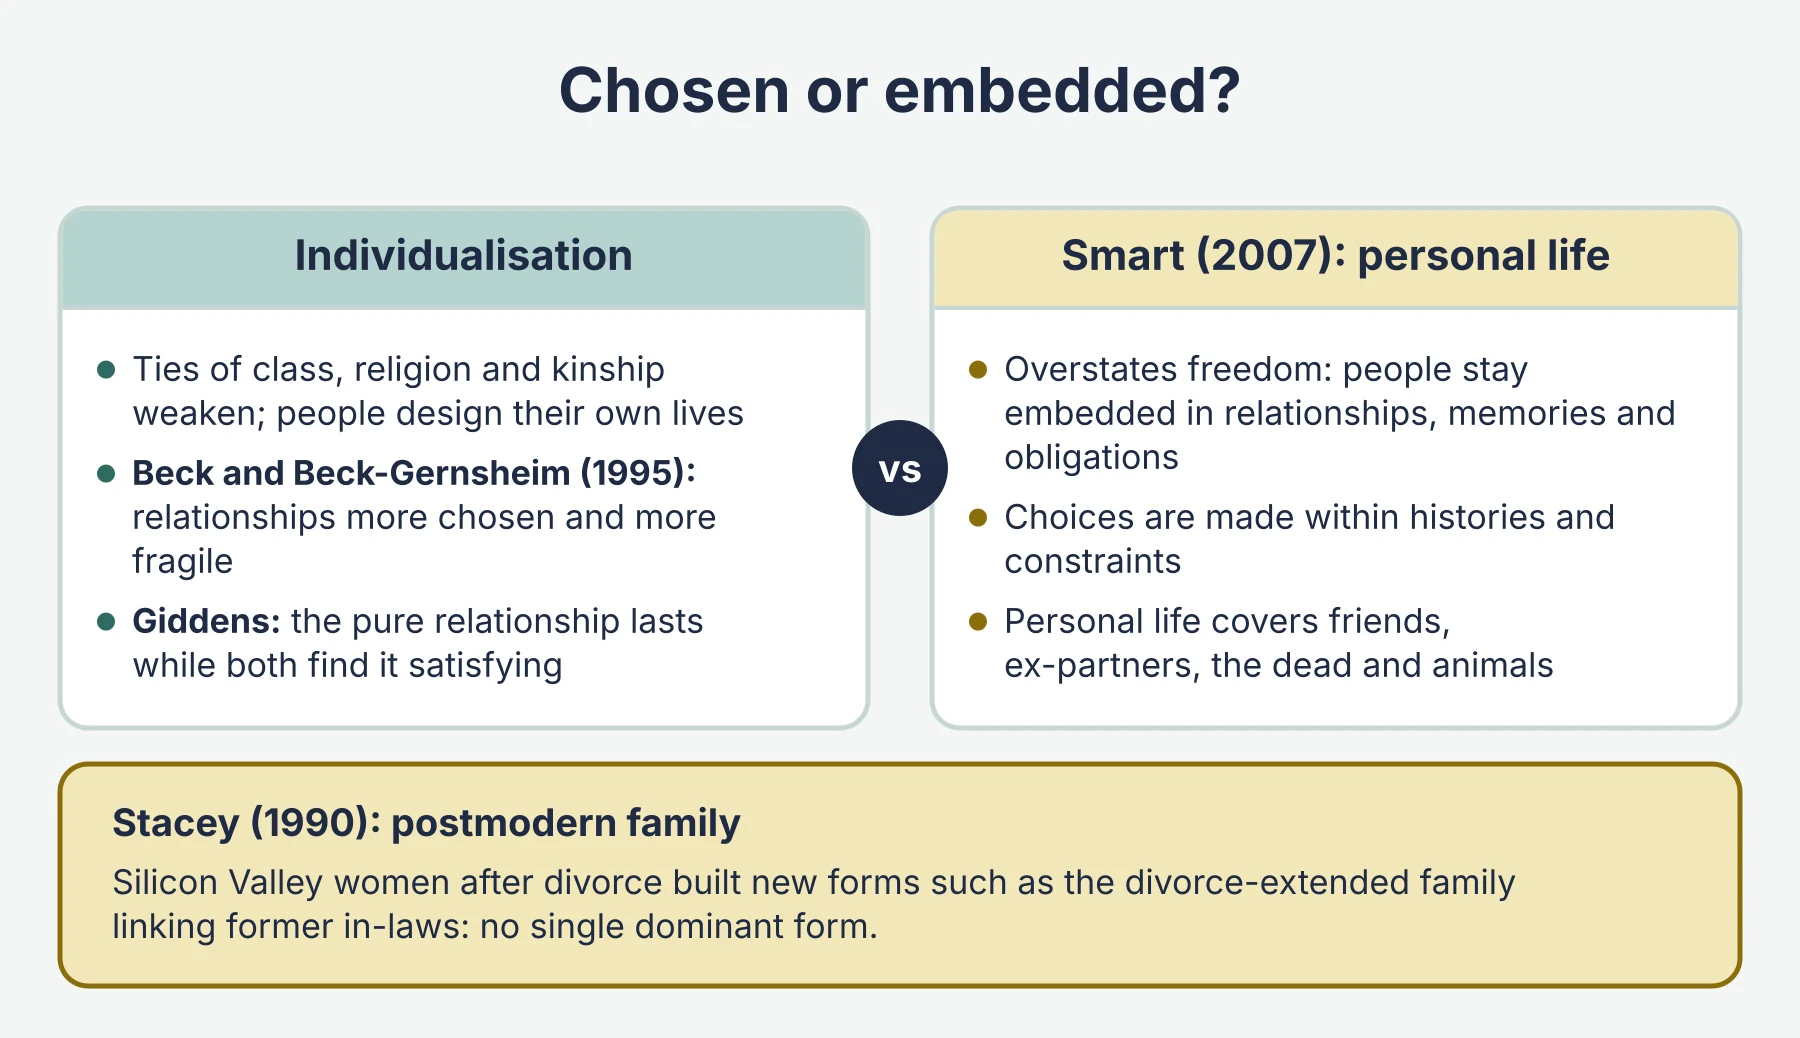 Chosen or embedded?
Individualisation
Ties of class, religion and kinship
weaken; people design their own lives
Beck and Beck-Gernsheim (1995):
relationships more chosen and more
fragile
Giddens: the pure relationship lasts
while both find it satisfying
vs
Smart (2007): personal life
Overstates freedom: people stay
embedded in relationships, memories and
obligations
Choices are made within histories and
constraints
Personal life covers friends,
ex-partners, the dead and animals
Stacey (1990): postmodern family
Silicon Valley women after divorce built new forms such as the divorce-extended family
linking former in-laws: no single dominant form.